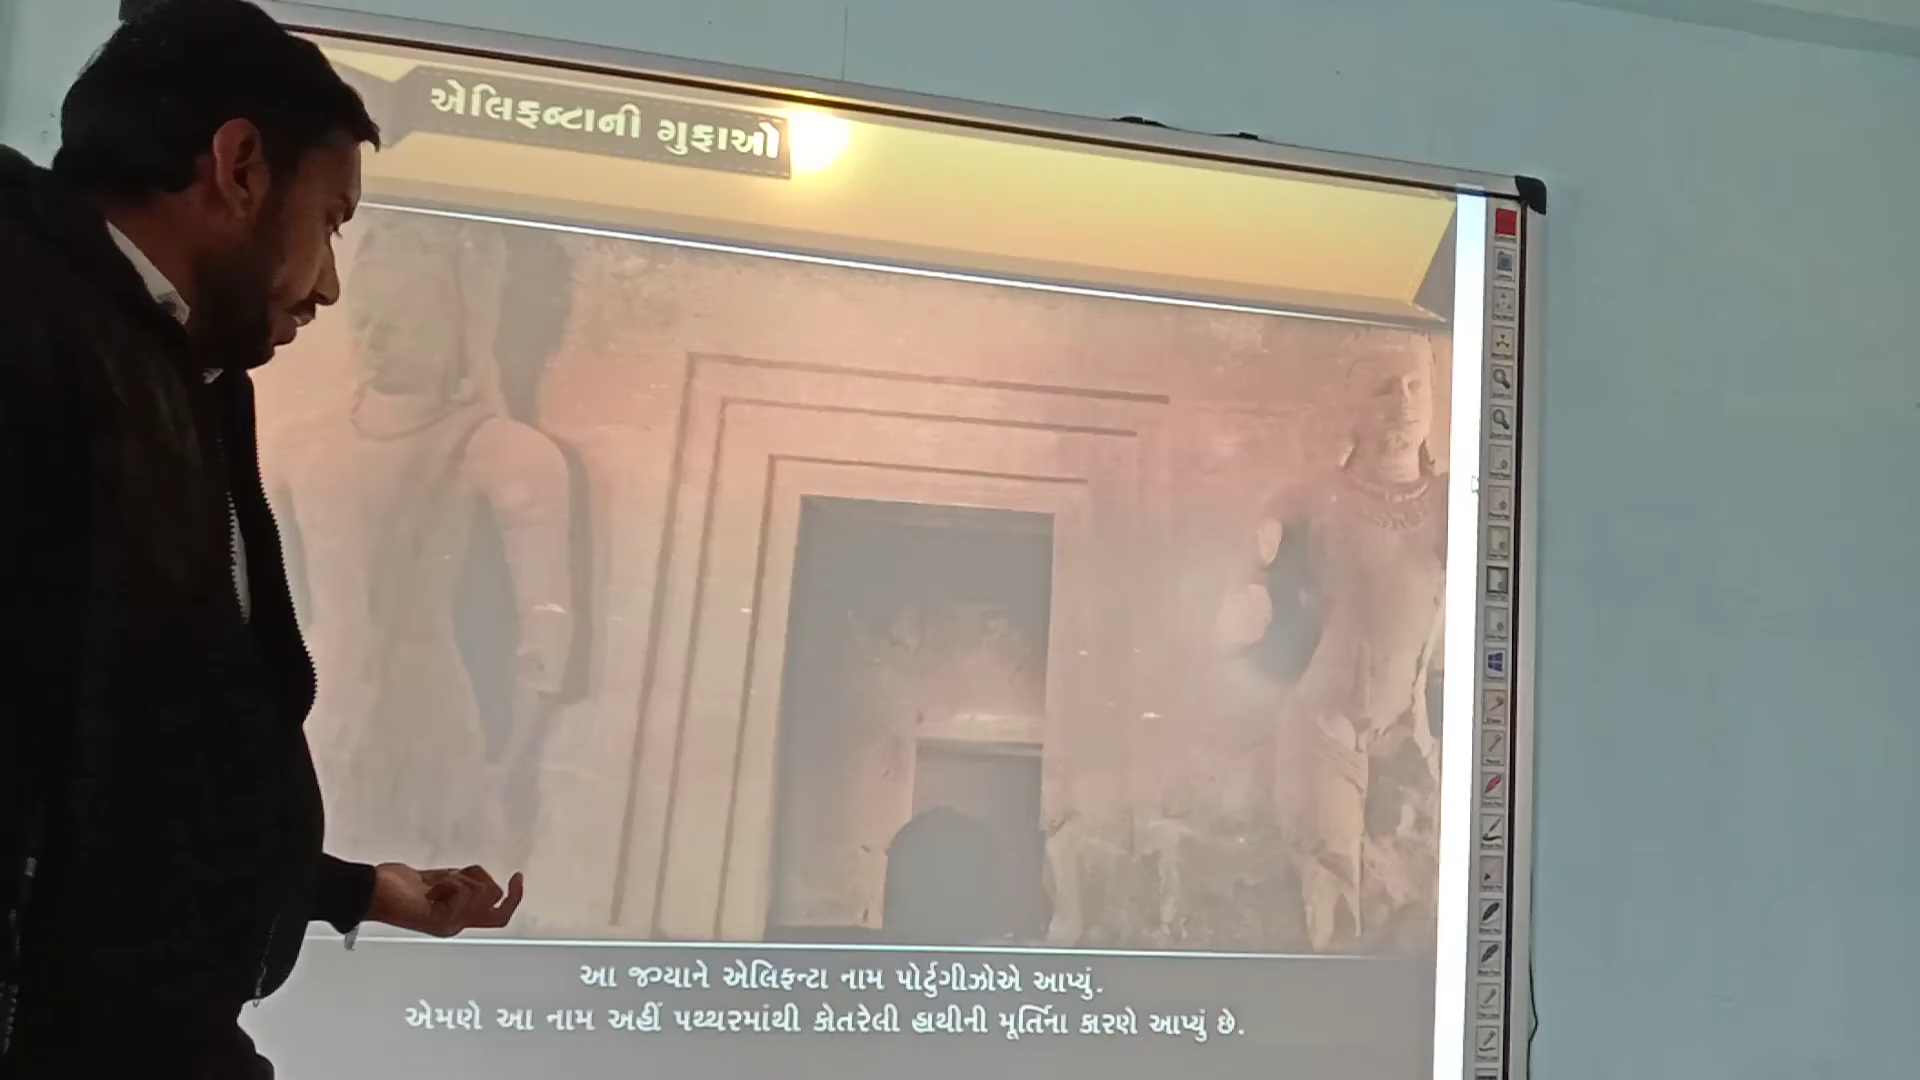 એલિફન્ટાની ગુફાઓ
આ જગ્યાને એલિફન્ટા નામ પોર્ટુગીઝોએ આપ્યું.
એમણે આ નામ અહીં પથ્થરમાંથી કોતરેલી હાથીની મૂર્તિના કારણે આપ્યું છે.